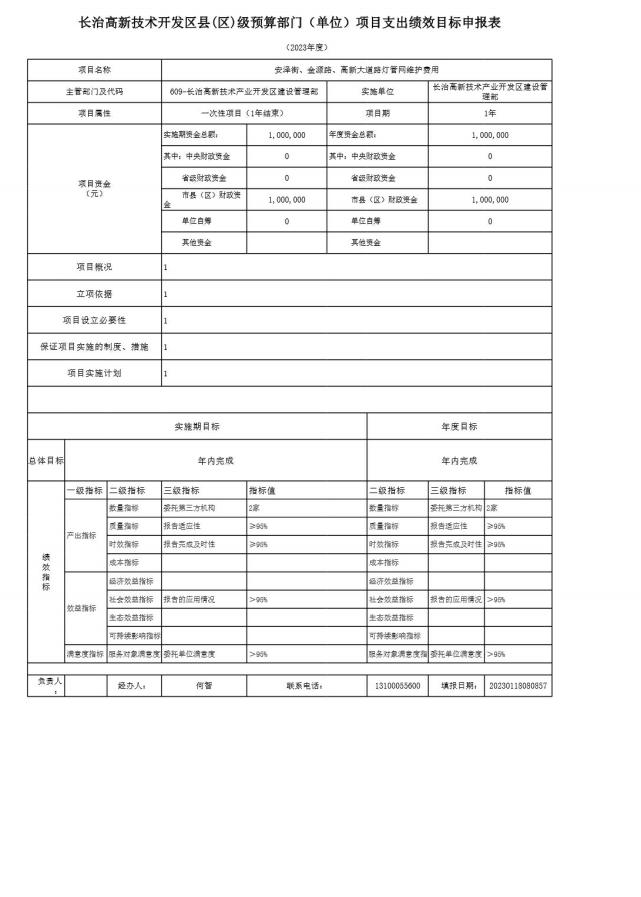 长治高新技术开发区县(区)级预算部门（单位）项目支出绩效目标申报表
（2023年度）
项目名称 安泽街、金源路、高新大道路灯管网维护费用
主管部门及代码 609-长治高新技术产业开发区建设管理部 实施单位 长治高新技术产业开发区建设管
理部
项目属性 一次性项目（1年结束） 项目期 1年
项目资金
（元）
实施期资金总额： 1,000,000 年度资金总额： 1,000,000
其中：中央财政资金 0 其中：中央财政资金 0
省级财政资金 0 省级财政资金 0
市县（区）财政资
金 1,000,000 市县（区）财政资金 1,000,000
单位自筹 0 单位自筹 0
其他资金 其他资金
项目概况 1
立项依据 1
项目设立必要性 1
保证项目实施的制度、措施 1
项目实施计划 1
实施期目标 年度目标
总体目标 年内完成 年内完成
绩效指标
一级指标 二级指标 三级指标 指标值 二级指标 三级指标 指标值
产出指标
数量指标 委托第三方机构 2家 数量指标 委托第三方机构 2家
质量指标 报告适应性 ≥96% 质量指标 报告适应性 ≥96%
时效指标 报告完成及时性 ≥96% 时效指标 报告完成及时性 ≥96%
成本指标 成本指标
效益指标
经济效益指标 经济效益指标
社会效益指标 报告的应用情况 ＞96% 社会效益指标 报告的应用情况 ＞96%
生态效益指标 生态效益指标
可持续影响指标 可持续影响指标
满意度指标 服务对象满意度 委托单位满意度 ＞96% 服务对象满意度指 委托单位满意度 ＞96%
负责人
： 经办人： 何智 联系电话： 13100055600 填报日期： 20230118080857